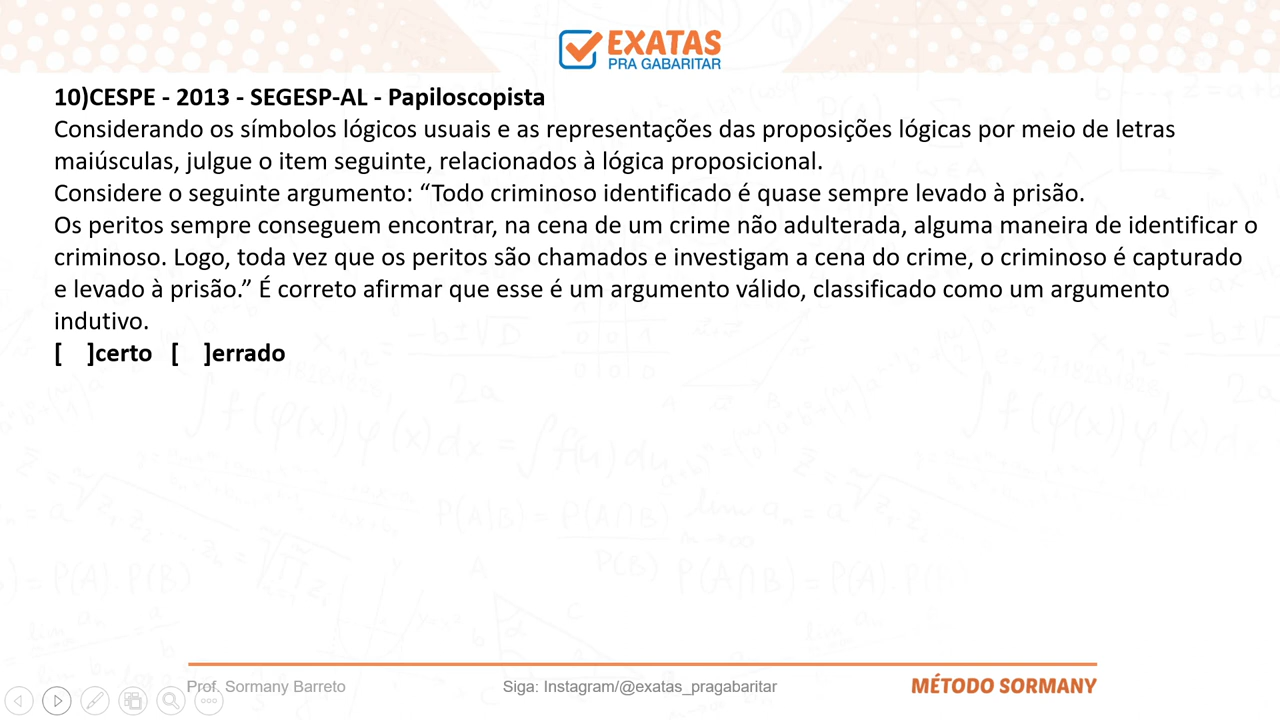 EXATAS
PRA GABARITAR
10)CESPE - 2013 - SEGESP-AL - Papiloscopista
Considerando os símbolos lógicos usuais e as representações das proposições lógicas por meio de letras
maiúsculas, julgue o item seguinte, relacionados à lógica proposicional.
Considere o seguinte argumento: “Todo criminoso identificado é quase sempre levado à prisão.
Os peritos sempre conseguem encontrar, na cena de um crime não adulterada, alguma maneira de identificar o
criminoso. Logo, toda vez que os peritos são chamados e investigam a cena do crime, o criminoso é capturado
e levado à prisão.” É correto afirmar que esse é um argumento válido, classificado como um argumento
indutivo.
[ ]certo [ ]errado
Prof. Sormany Barreto Siga: Instagram/@exatas_pragabaritar MÉTODO SORMANY